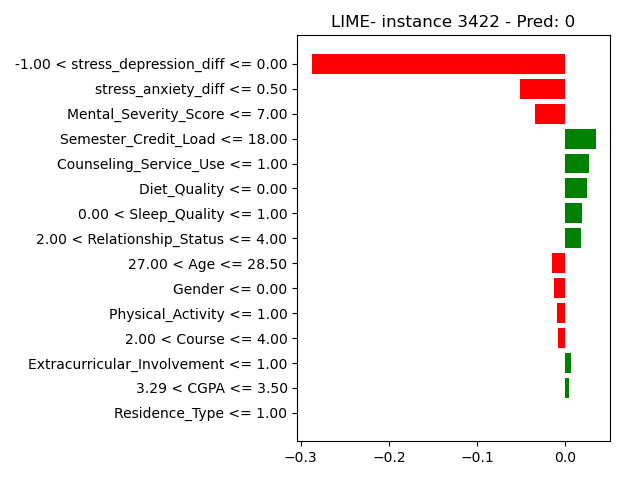 LIME- instance 3422 - Pred: 0
-1.00 < stress_depression_diff <= 0.00
stress_anxiety_diff <= 0.50
Mental_Severity_Score <= 7.00
Semester_Credit_Load <= 18.00
Counseling_Service_Use <= 1.00
Diet_Quality <= 0.00
0.00 < Sleep_Quality <= 1.00
2.00 < Relationship_Status <= 4.00
27.00 < Age <= 28.50
Gender <= 0.00
Physical_Activity <= 1.00
2.00 < Course <= 4.00
Extracurricular_Involvement <= 1.00
3.29 < CGPA <= 3.50
Residence_Type <= 1.00
−0.3 −0.2 −0.1 0.0